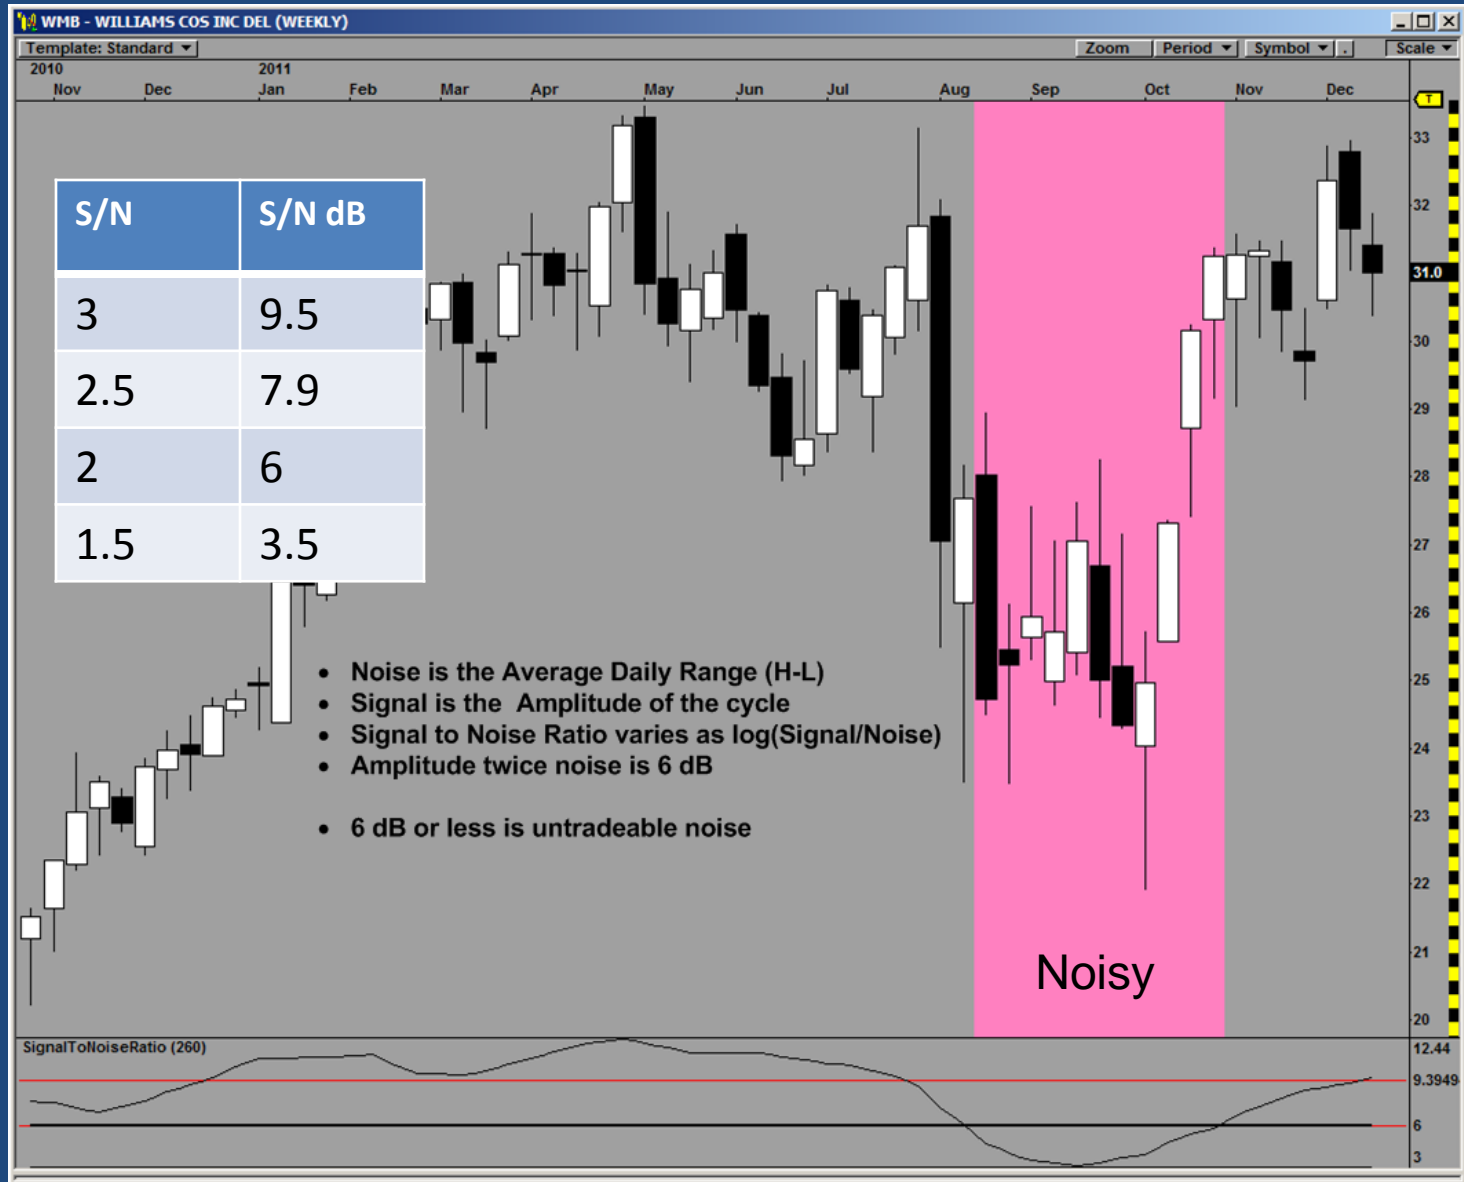 WMB - WILLIAMS COS INC DEL (WEEKLY)
Template: Standard
Zoom Period Symbol . Scale
2010 2011
Nov Dec Jan Feb Mar Apr May Jun Jul Aug Sep Oct Nov Dec
T
33
32
31.0
30
29
28
27
26
25
24
23
22
21
20
S/N S/N dB
3 9.5
2.5 7.9
2 6
1.5 3.5
• Noise is the Average Daily Range (H-L)
• Signal is the Amplitude of the cycle
• Signal to Noise Ratio varies as log(Signal/Noise)
• Amplitude twice noise is 6 dB
• 6 dB or less is untradeable noise
Noisy
SignalToNoiseRatio (260)
12.44
9.3949
6
3